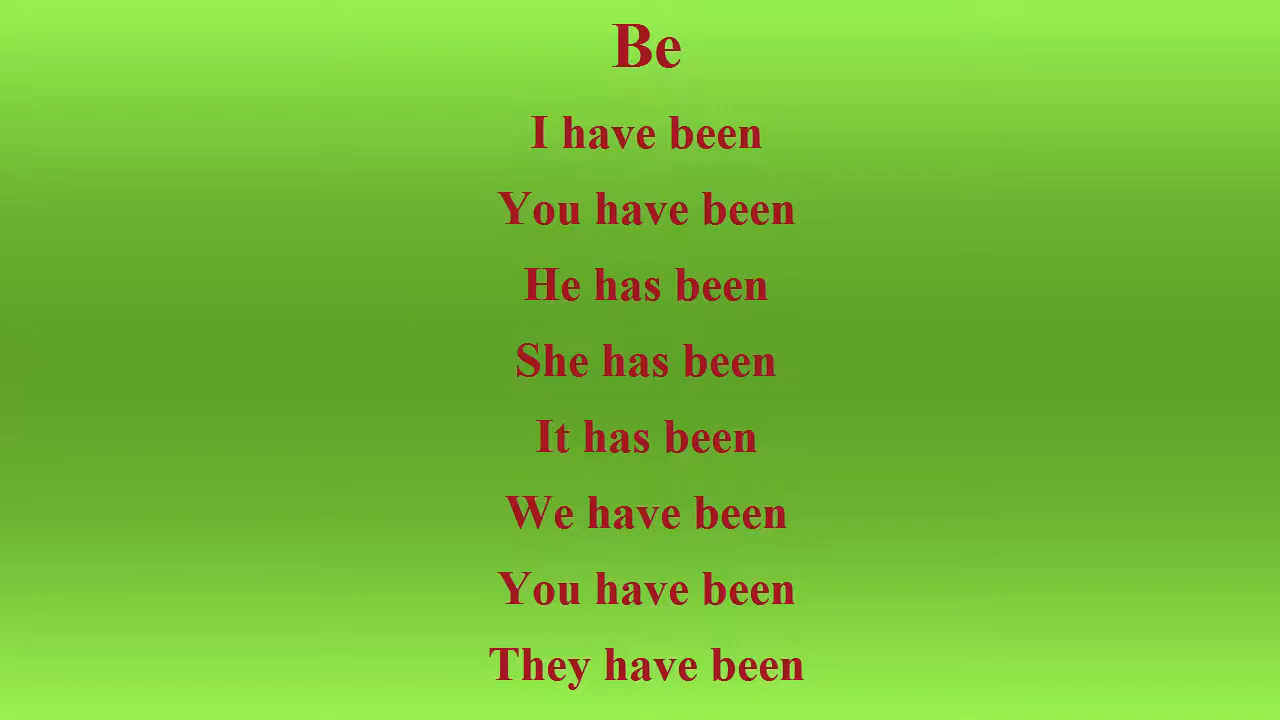 Be
I have been
You have been
He has been
She has been
It has been
We have been
You have been
They have been